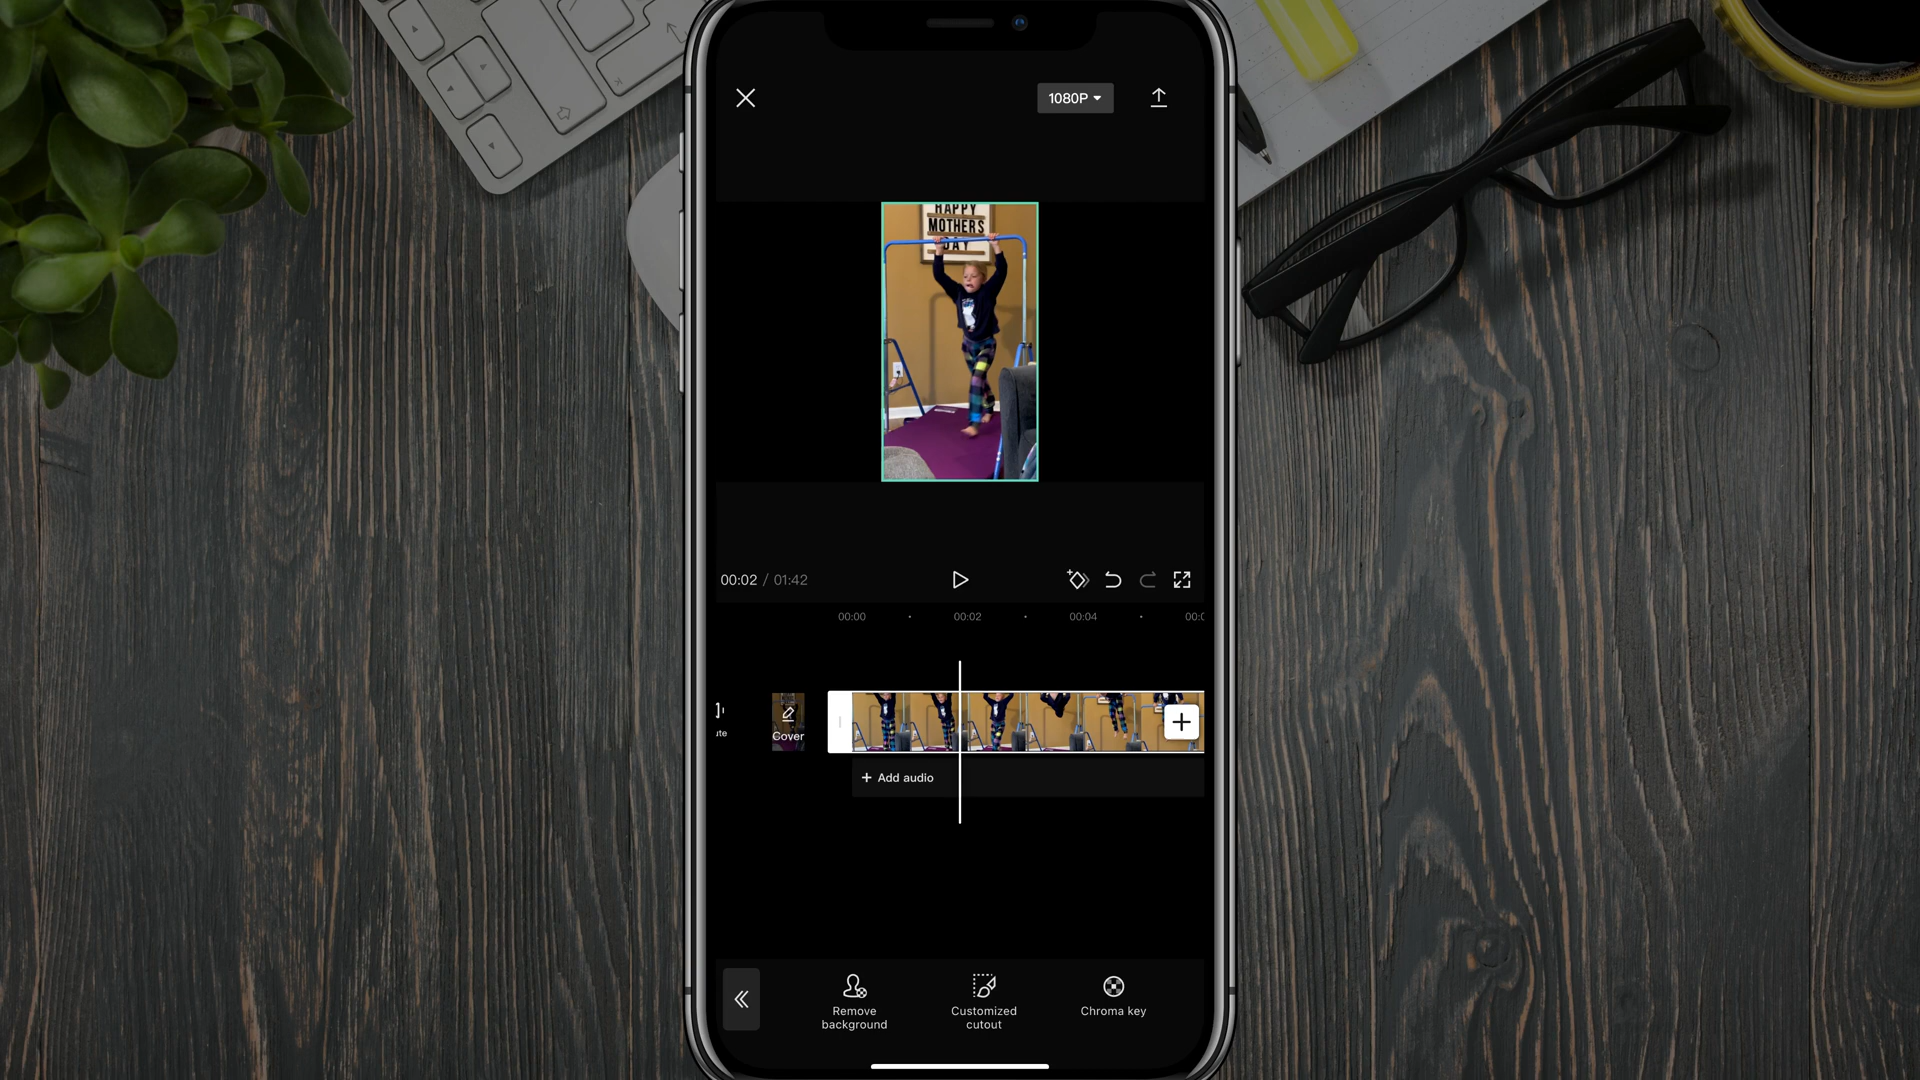 1080P
HAPPY
MOTHERS
DAY
00:02 / 01:42
00:00
00:02
00:04
Cover
+ Add audio
Remove
background
Customized
cutout
Chroma key